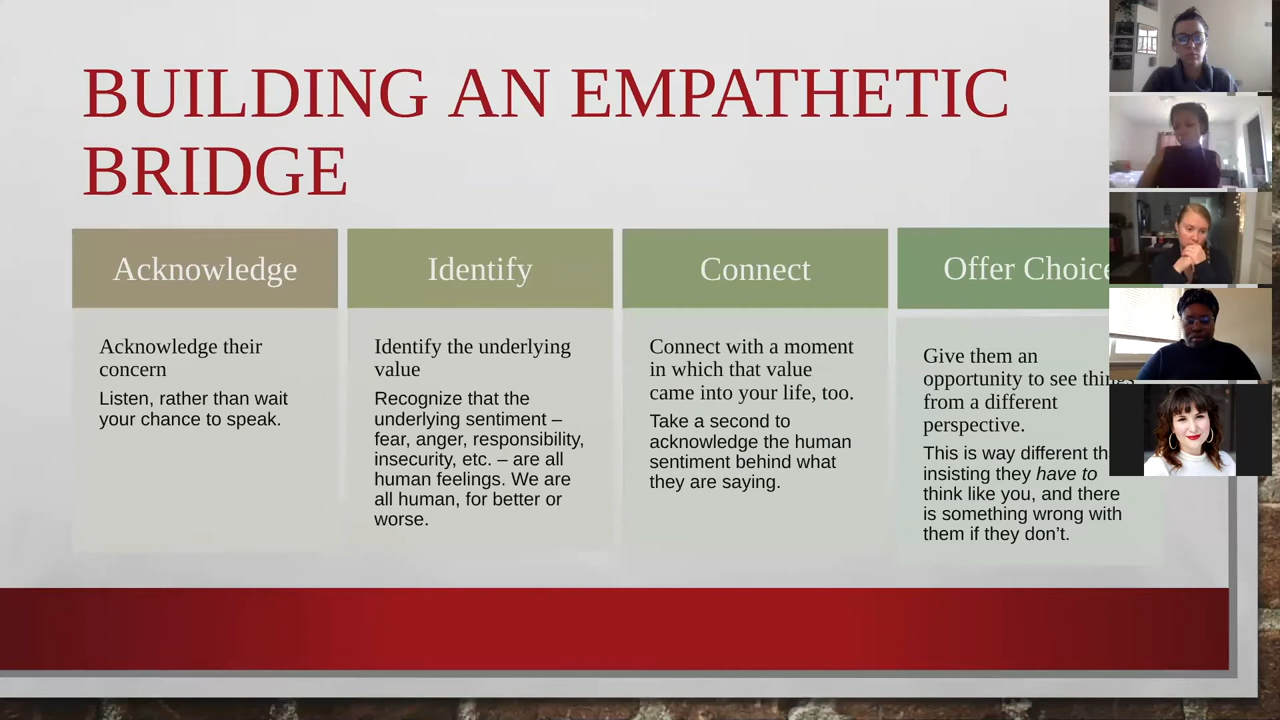 BUILDING AN EMPATHETIC
BRIDGE
Acknowledge
Acknowledge their
concern
Listen, rather than wait
your chance to speak.
Identify
Identify the underlying
value
Recognize that the
underlying sentiment –
fear, anger, responsibility,
insecurity, etc. – are all
human feelings. We are
all human, for better or
worse.
Connect
Connect with a moment
in which that value
came into your life, too.
Take a second to
acknowledge the human
sentiment behind what
they are saying.
Offer Choice
Give them an
opportunity to see things
from a different
perspective.
This is way different
insisting they have to
think like you, and there
is something wrong with
them if they don’t.